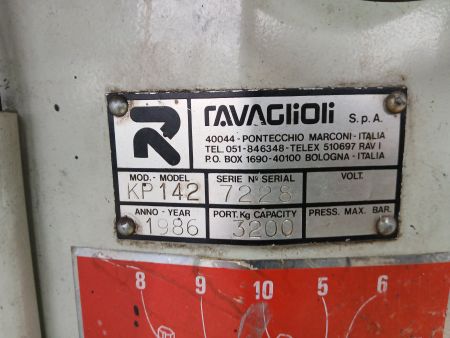 R RAVAGLIOLI S.p.A.
40044 - PONTECCHIO MARCONI - ITALIA
TEL. 051 - 846348 - TELEX 510697 RAV I
P.O. BOX 1690 - 40100 BOLOGNA - ITALIA
MOD. - MODEL SERIE Nº SERIAL VOLT.
KP142 7228
ANNO - YEAR PORT. Kg CAPACITY PRESS. MAX. BAR.
1986 3200
8 9 10 5 6